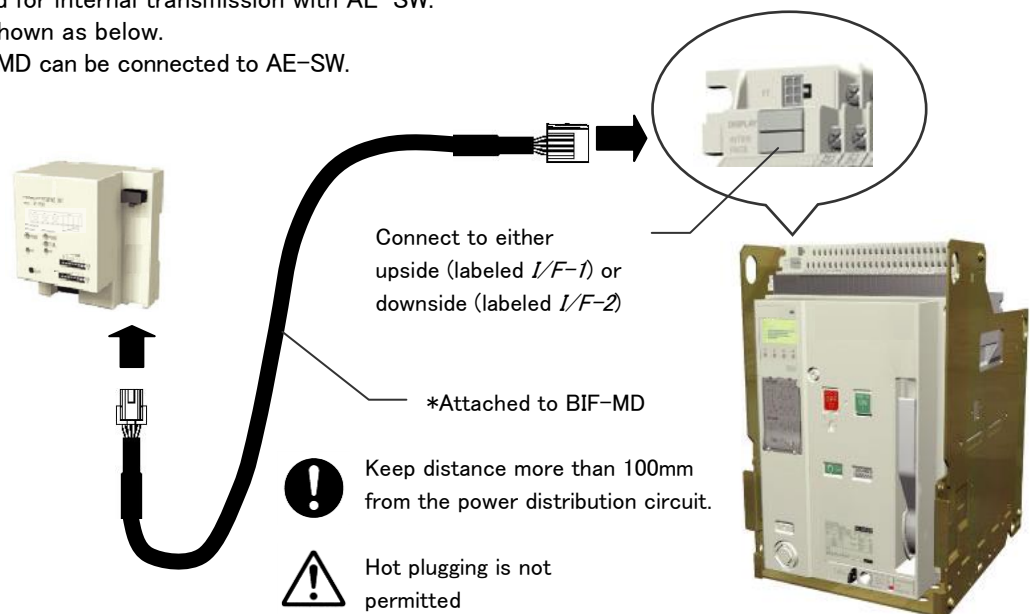 d for internal transmission with AE-SW.
hown as below.
MD can be connected to AE-SW.
DISPLAY
INTER
FACE
Connect to either
upside (labeled I/F-1) or
downside (labeled I/F-2)
*Attached to BIF-MD
Keep distance more than 100mm
from the power distribution circuit.
Hot plugging is not
permitted